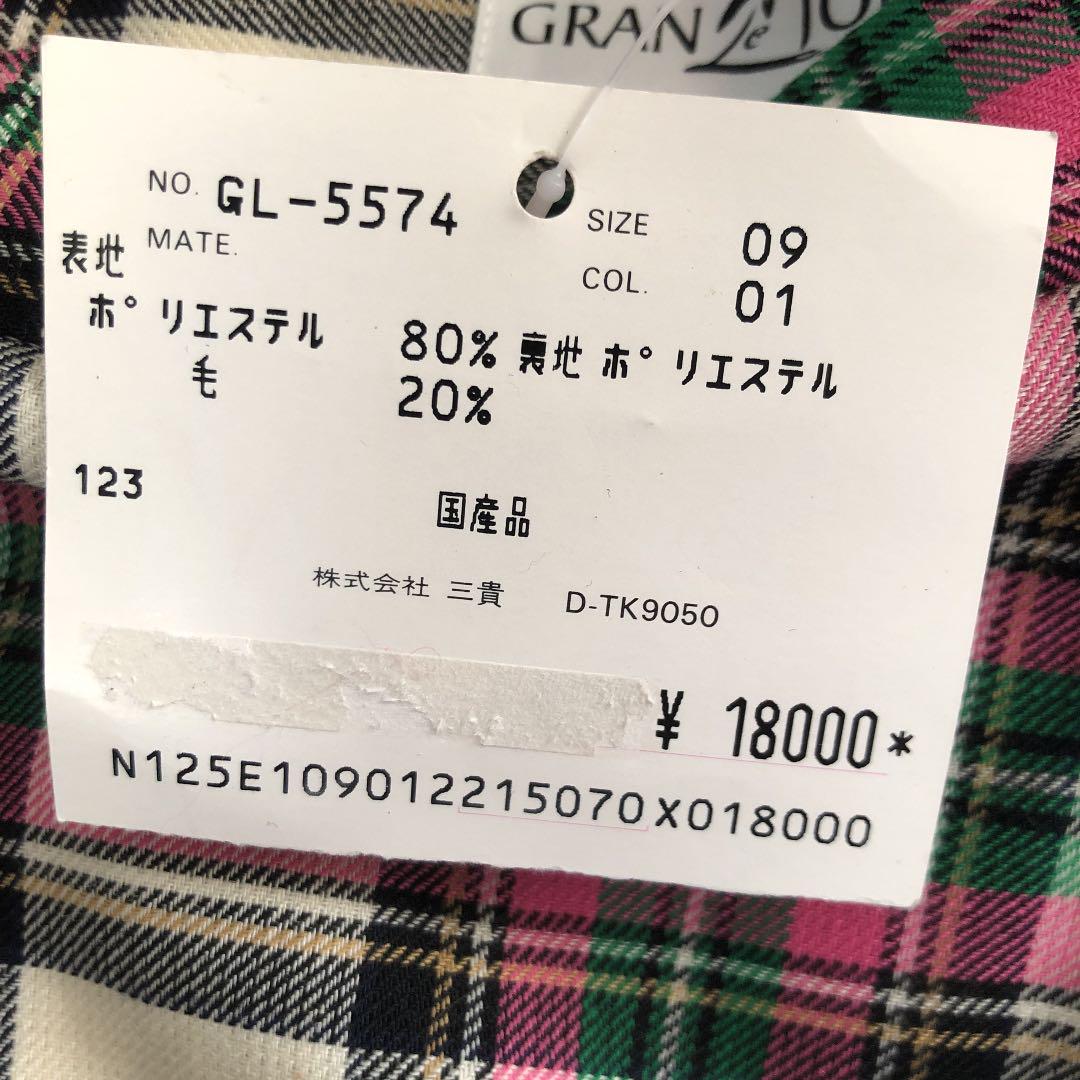 GRAN
NO. GL-5574
SIZE 09
MATE.
COL. 01
表地
ポリエステル 80% 裏地 ポリエステル
毛 20%
123
国産品
株式会社 三貴 D-TK9050
¥ 18000*
N125E1090122215070X018000